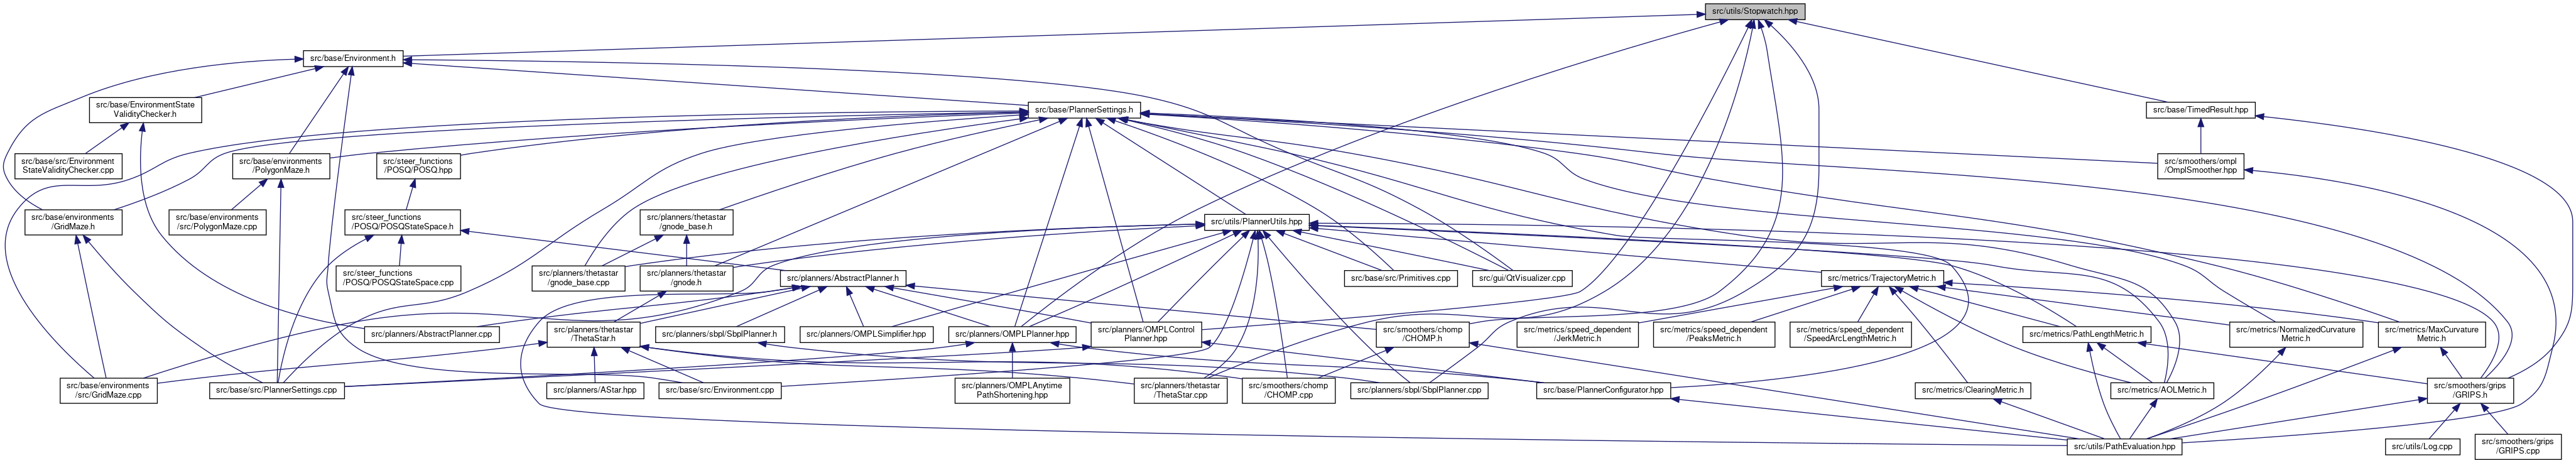 src/utils/Stopwatch.hpp
src/base/Environment.h
src/base/EnvironmentState
ValidityChecker.h
src/base/PlannerSettings.h
src/base/TimedResult.hpp
src/base/src/Environment
StateValidityChecker.cpp
src/base/environments
/PolygonMaze.h
src/steer_functions
/POSQ/POSQ.hpp
src/smoothers/ompl
/OmplSmoother.hpp
src/base/environments
/GridMaze.h
src/base/environments
/src/PolygonMaze.cpp
src/steer_functions
/POSQ/POSQStateSpace.h
src/planners/thetastar
/gnode_base.h
src/utils/PlannerUtils.hpp
src/steer_functions
/POSQ/POSQStateSpace.cpp
src/planners/thetastar
/gnode_base.cpp
src/planners/thetastar
/gnode.h
src/planners/AbstractPlanner.h
src/base/src/Primitives.cpp
src/gui/QtVisualizer.cpp
src/metrics/TrajectoryMetric.h
src/planners/AbstractPlanner.cpp
src/planners/thetastar
/ThetaStar.h
src/planners/sbpl/SbplPlanner.h
src/planners/OMPLSimplifier.hpp
src/planners/OMPLPlanner.hpp
src/planners/OMPLControl
Planner.hpp
src/smoothers/chomp
/CHOMP.h
src/metrics/speed_dependent
/JerkMetric.h
src/metrics/speed_dependent
/PeaksMetric.h
src/metrics/speed_dependent
/SpeedArcLengthMetric.h
src/metrics/PathLengthMetric.h
src/metrics/NormalizedCurvature
Metric.h
src/metrics/MaxCurvature
Metric.h
src/base/environments
/src/GridMaze.cpp
src/base/src/PlannerSettings.cpp
src/planners/AStar.hpp
src/base/src/Environment.cpp
src/planners/OMPLAnytime
PathShortening.hpp
src/planners/thetastar
/ThetaStar.cpp
src/smoothers/chomp
/CHOMP.cpp
src/planners/sbpl/SbplPlanner.cpp
src/base/PlannerConfigurator.hpp
src/metrics/ClearingMetric.h
src/metrics/AOLMetric.h
src/smoothers/grips
/GRIPS.h
src/utils/PathEvaluation.hpp
src/utils/Log.cpp
src/smoothers/grips
/GRIPS.cpp